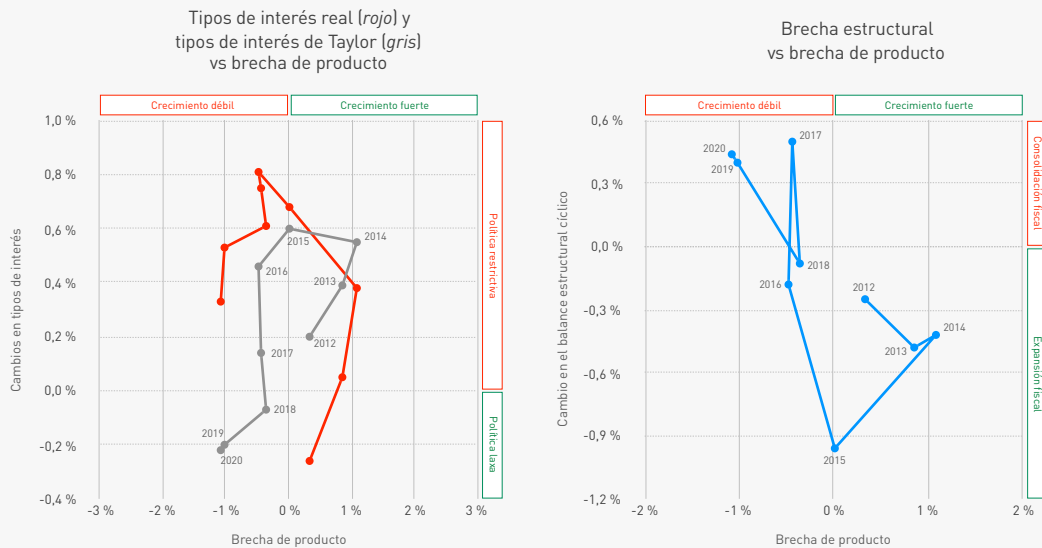 Tipos de interés real (rojo) y
tipos de interés de Taylor (gris)
vs brecha de producto
Crecimiento débil
Crecimiento fuerte
1,0 %
0,8 %
0,6 %
0,4 %
0,2 %
0,0 %
-0,2 %
-0,4 %
Cambios en tipos de interés
2015
2014
2016
2013
2012
2017
2018
2019
2020
Política restrictiva
Política laxa
-3 %
-2 %
-1 %
0 %
1 %
2 %
3 %
Brecha de producto
Brecha estructural
vs brecha de producto
Crecimiento débil
Crecimiento fuerte
0,6 %
0,3 %
0,0 %
-0,3 %
-0,6 %
-0,9 %
-1,2 %
Cambio en el balance estructural cíclico
2020
2019
2017
2018
2016
2012
2014
2013
2015
Consolidación fiscal
Expansión fiscal
-2 %
-1 %
0 %
1 %
2 %
Brecha de producto